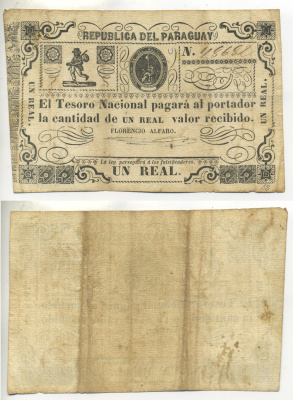 REPUBLICA DEL PARAGUAY
N.
UN REAL.
UN REAL.
El Tesoro Nacional pagará al portador
la cantidad de UN REAL valor recibido.
FLORENCIO ALFARO.
La ley perseguirá á los falsificadores.
UN REAL.